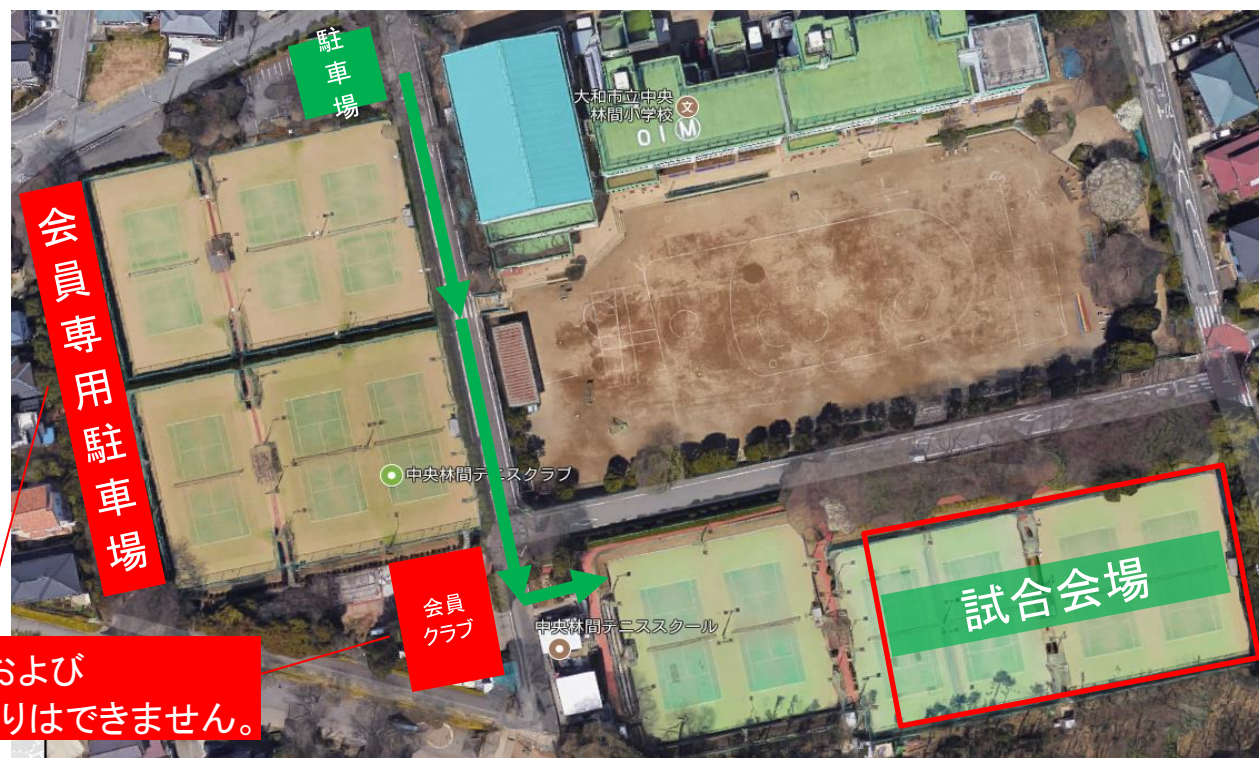 駐車場
大和市立中央
林間小学校
文
M10
会員専用駐車場
中央林間テニスクラブ
会員
クラブ
中央林間テニススクール
試合会場
および
りはできません。